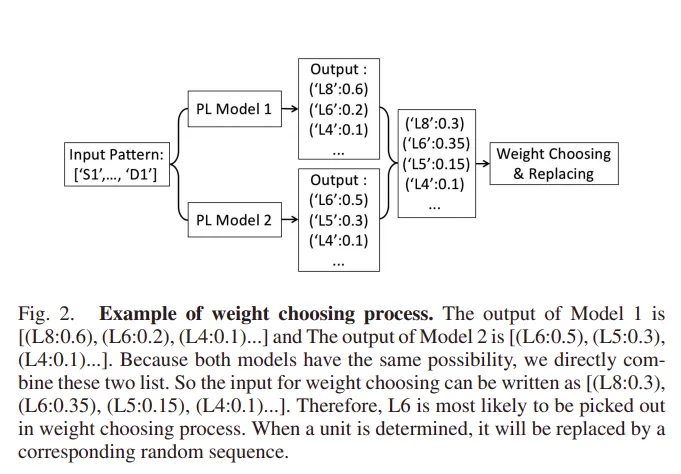 Input Pattern:
['S1',..., 'D1']
PL Model 1
PL Model 2
Output :
('L8':0.6)
('L6':0.2)
('L4':0.1)
...
Output :
('L6':0.5)
('L5':0.3)
('L4':0.1)
...
('L8':0.3)
('L6':0.35)
('L5':0.15)
('L4':0.1)
...
Weight Choosing
& Replacing
Fig. 2. Example of weight choosing process. The output of Model 1 is
[(L8:0.6), (L6:0.2), (L4:0.1)...] and The output of Model 2 is [(L6:0.5), (L5:0.3),
(L4:0.1)...]. Because both models have the same possibility, we directly com-
bine these two list. So the input for weight choosing can be written as [(L8:0.3),
(L6:0.35), (L5:0.15), (L4:0.1)...]. Therefore, L6 is most likely to be picked out
in weight choosing process. When a unit is determined, it will be replaced by a
corresponding random sequence.